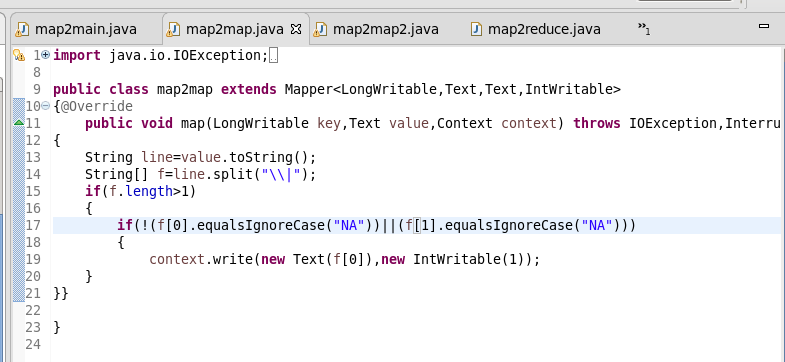 map2main.java map2map.java map2map2.java map2reduce.java »1
1 import java.io.IOException;
8
9 public class map2map extends Mapper<LongWritable,Text,Text,IntWritable>
10 {@Override
11 public void map(LongWritable key,Text value,Context context) throws IOException,Interru
12 {
13 String line=value.toString();
14 String[] f=line.split("\\|");
15 if(f.length>1)
16 {
17 if(!(f[0].equalsIgnoreCase("NA"))||(f[1].equalsIgnoreCase("NA")))
18 {
19 context.write(new Text(f[0]),new IntWritable(1));
20 }
21 }}
22
23 }
24